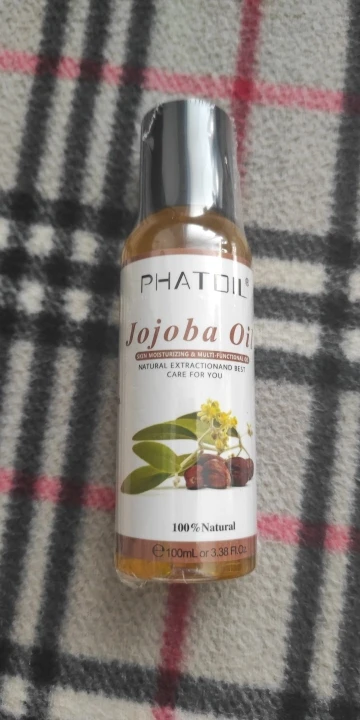 PHATOIL®
Jojoba Oil
SKIN MOISTURIZING & MULTI-FUNCTIONAL OIL
NATURAL EXTRACTIONAND BEST
CARE FOR YOU
100%Natural
℮100mL or 3.38 Fl Oz